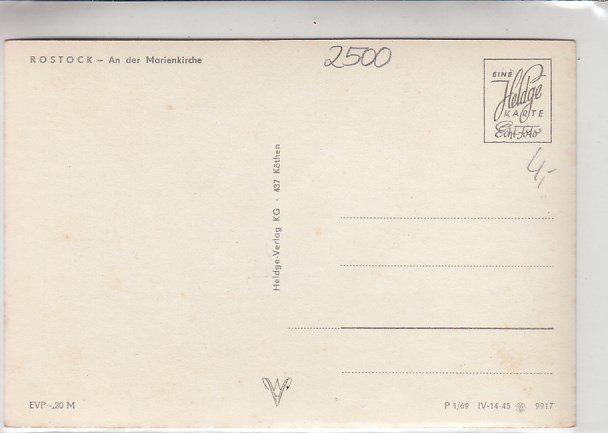 ROSTOCK – An der Marienkirche
2500
EINE
Heldge
KARTE
Echt-Foto
4,-
Heldge-Verlag KG · 437 Köthen
EVP -,20 M
P 1/69 IV-14-45 9917